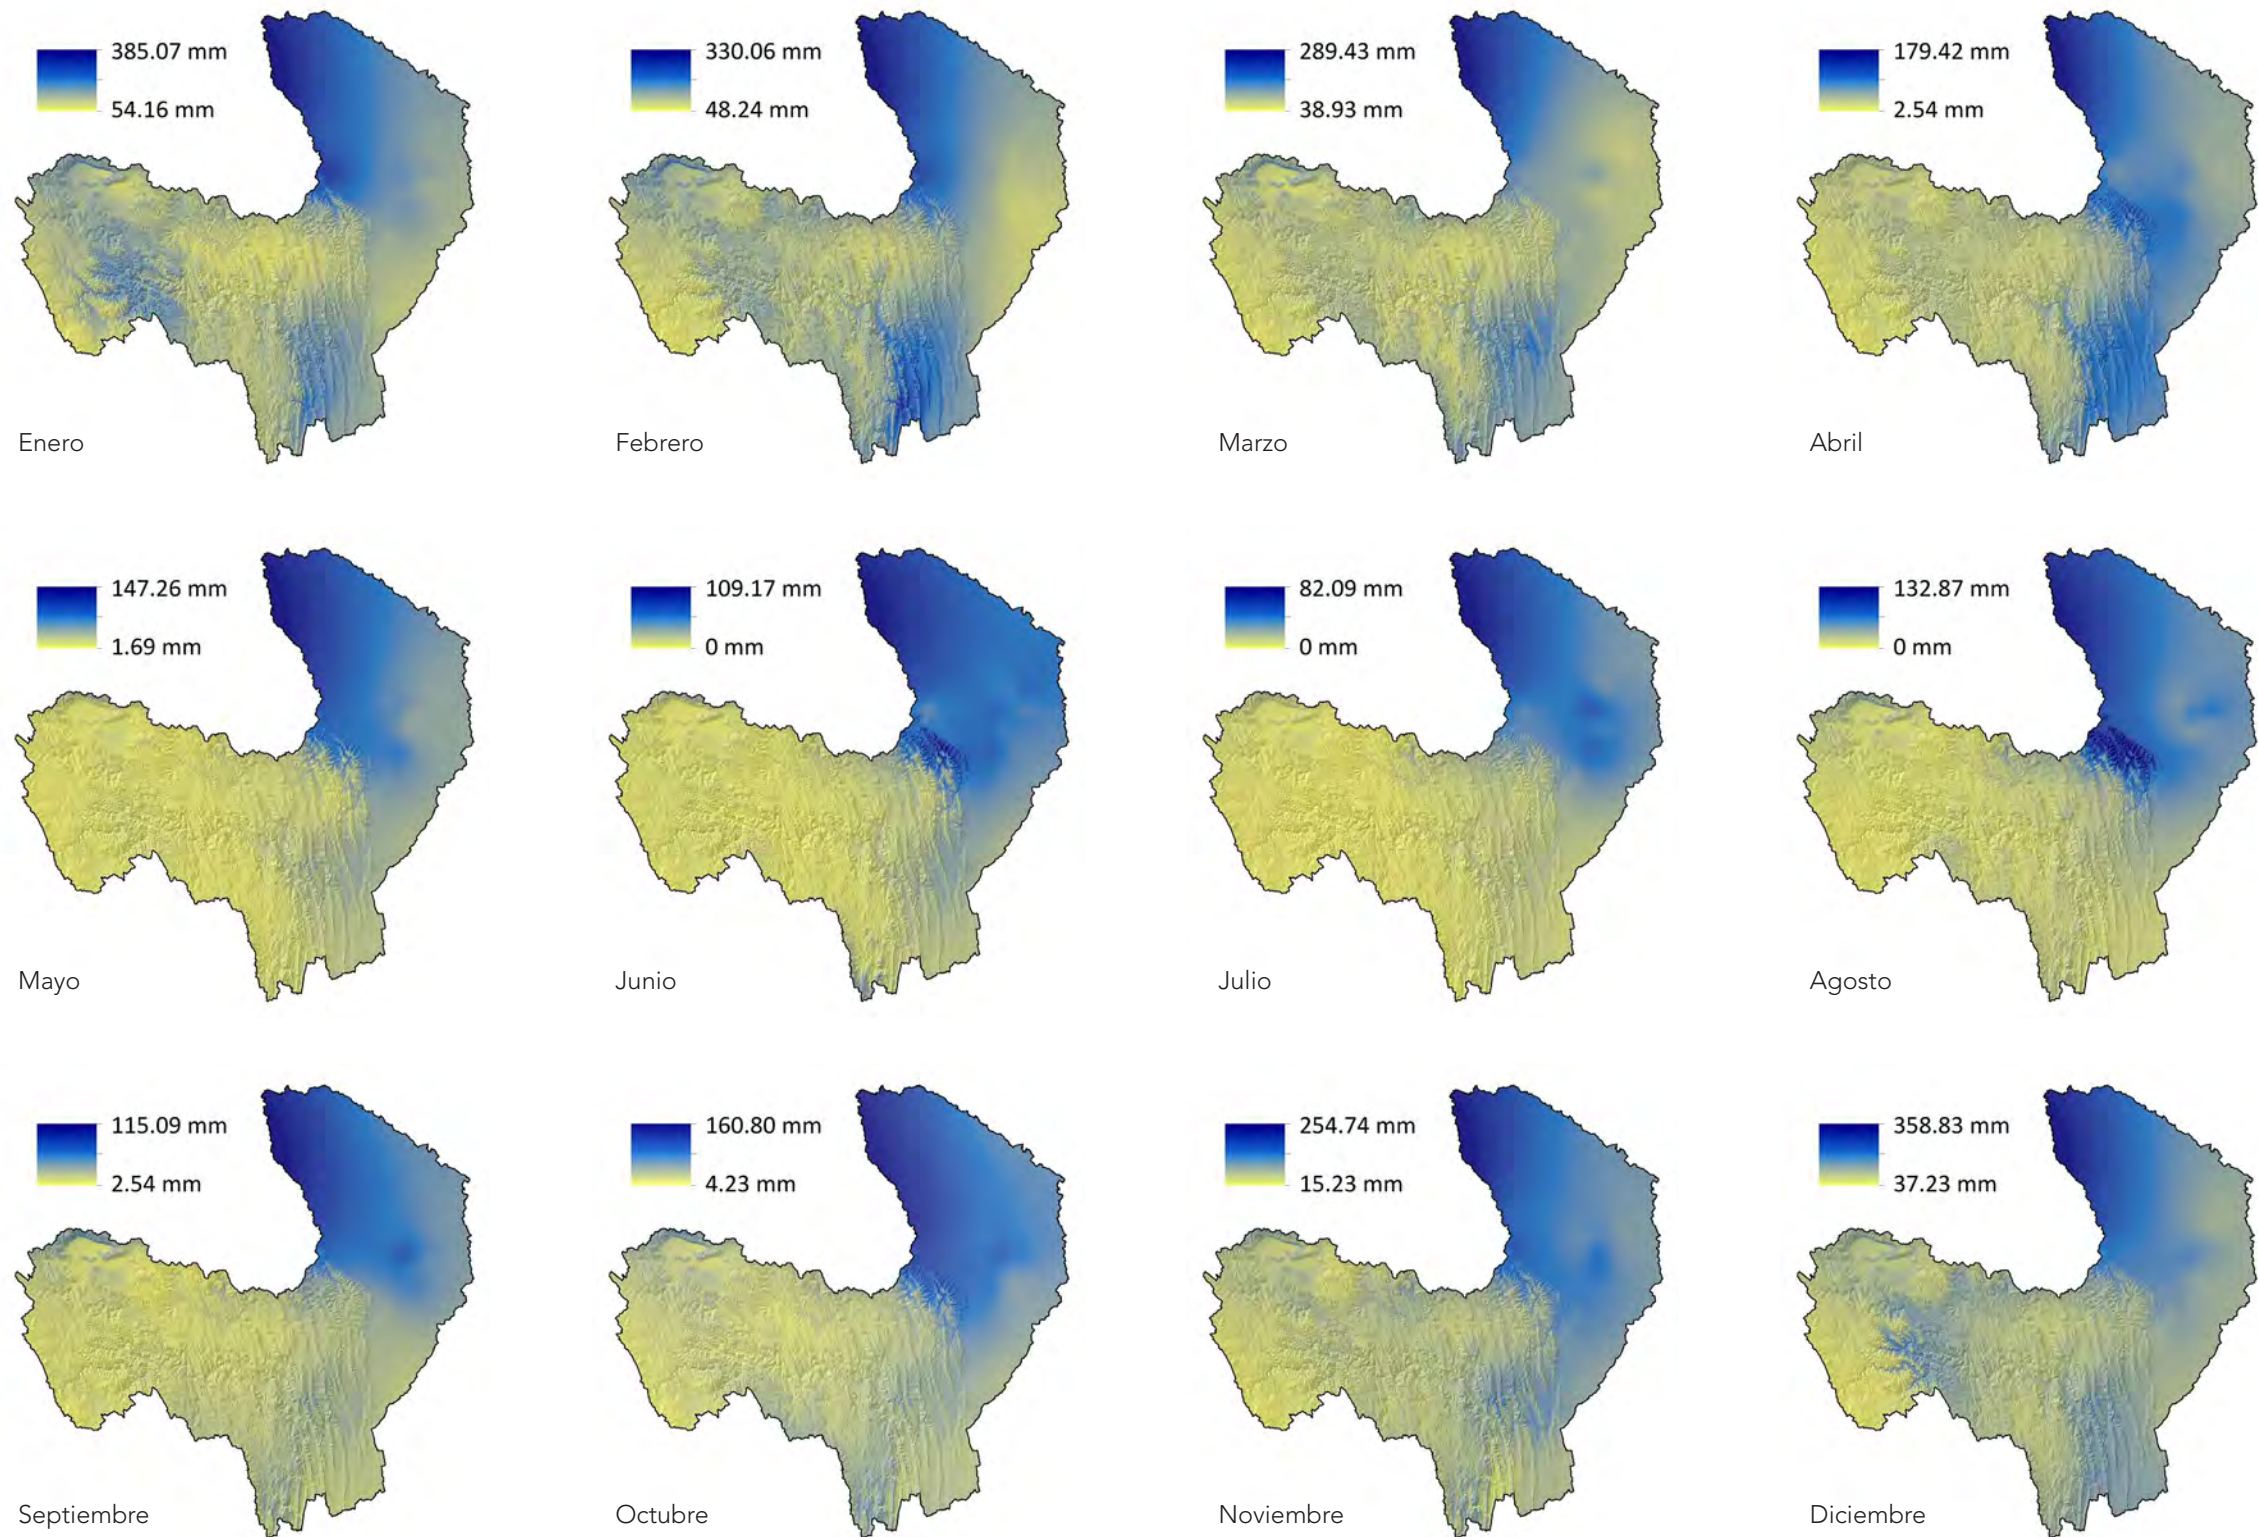 385.07 mm
54.16 mm
Enero
330.06 mm
48.24 mm
Febrero
289.43 mm
38.93 mm
Marzo
179.42 mm
2.54 mm
Abril
147.26 mm
1.69 mm
Mayo
109.17 mm
0 mm
Junio
82.09 mm
0 mm
Julio
132.87 mm
0 mm
Agosto
115.09 mm
2.54 mm
Septiembre
160.80 mm
4.23 mm
Octubre
254.74 mm
15.23 mm
Noviembre
358.83 mm
37.23 mm
Diciembre